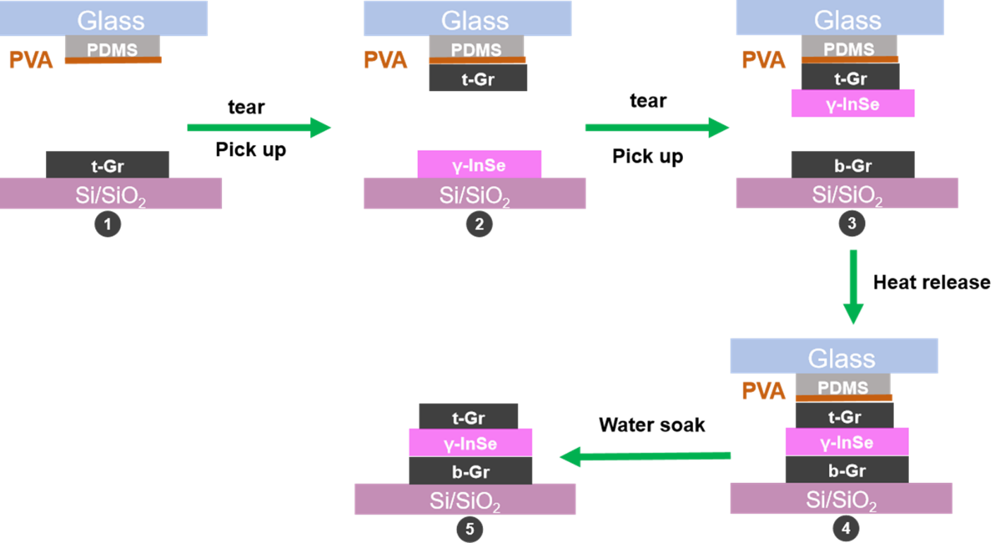 Glass
PVA
PDMS
t-Gr
Si/SiO₂
1
tear
Pick up
Glass
PVA
PDMS
t-Gr
γ-InSe
Si/SiO₂
2
tear
Pick up
Glass
PVA
PDMS
t-Gr
γ-InSe
b-Gr
Si/SiO₂
3
Heat release
Glass
PVA
PDMS
t-Gr
γ-InSe
b-Gr
Si/SiO₂
4
Water soak
t-Gr
γ-InSe
b-Gr
Si/SiO₂
5